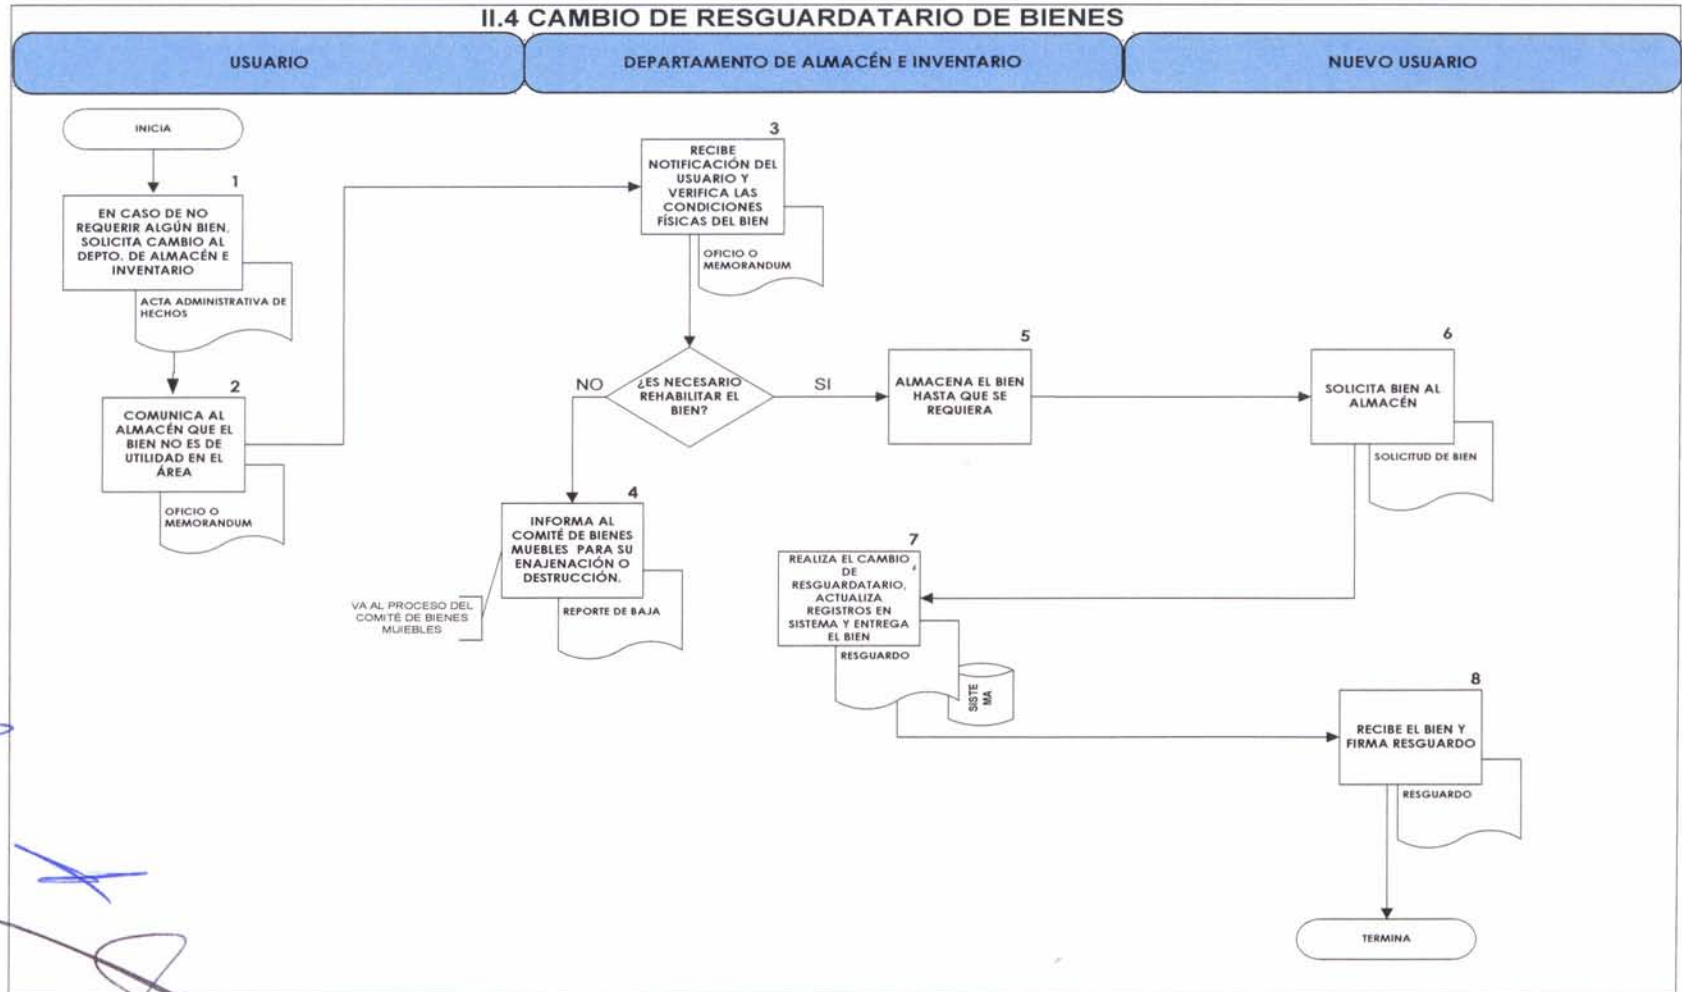 II.4 CAMBIO DE RESGUARDATARIO DE BIENES
USUARIO
DEPARTAMENTO DE ALMACÉN E INVENTARIO
NUEVO USUARIO
INICIA
1
EN CASO DE NO
REQUERIR ALGÚN BIEN,
SOLICITA CAMBIO AL
DEPTO. DE ALMACÉN E
INVENTARIO
ACTA ADMINISTRATIVA DE
HECHOS
2
COMUNICA AL
ALMACÉN QUE EL
BIEN NO ES DE
UTILIDAD EN EL
ÁREA
OFICIO O
MEMORANDUM
3
RECIBE
NOTIFICACIÓN DEL
USUARIO Y
VERIFICA LAS
CONDICIONES
FÍSICAS DEL BIEN
OFICIO O
MEMORANDUM
¿ES NECESARIO
REHABILITAR EL
BIEN?
NO
SI
4
INFORMA AL
COMITÉ DE BIENES
MUEBLES PARA SU
ENAJENACIÓN O
DESTRUCCIÓN.
REPORTE DE BAJA
VA AL PROCESO DEL
COMITÉ DE BIENES
MUIEBLES
5
ALMACENA EL BIEN
HASTA QUE SE
REQUIERA
6
SOLICITA BIEN AL
ALMACÉN
SOLICITUD DE BIEN
7
REALIZA EL CAMBIO
DE
RESGUARDATARIO,
ACTUALIZA
REGISTROS EN
SISTEMA Y ENTREGA
EL BIEN
RESGUARDO
SISTE
MA
8
RECIBE EL BIEN Y
FIRMA RESGUARDO
RESGUARDO
TERMINA